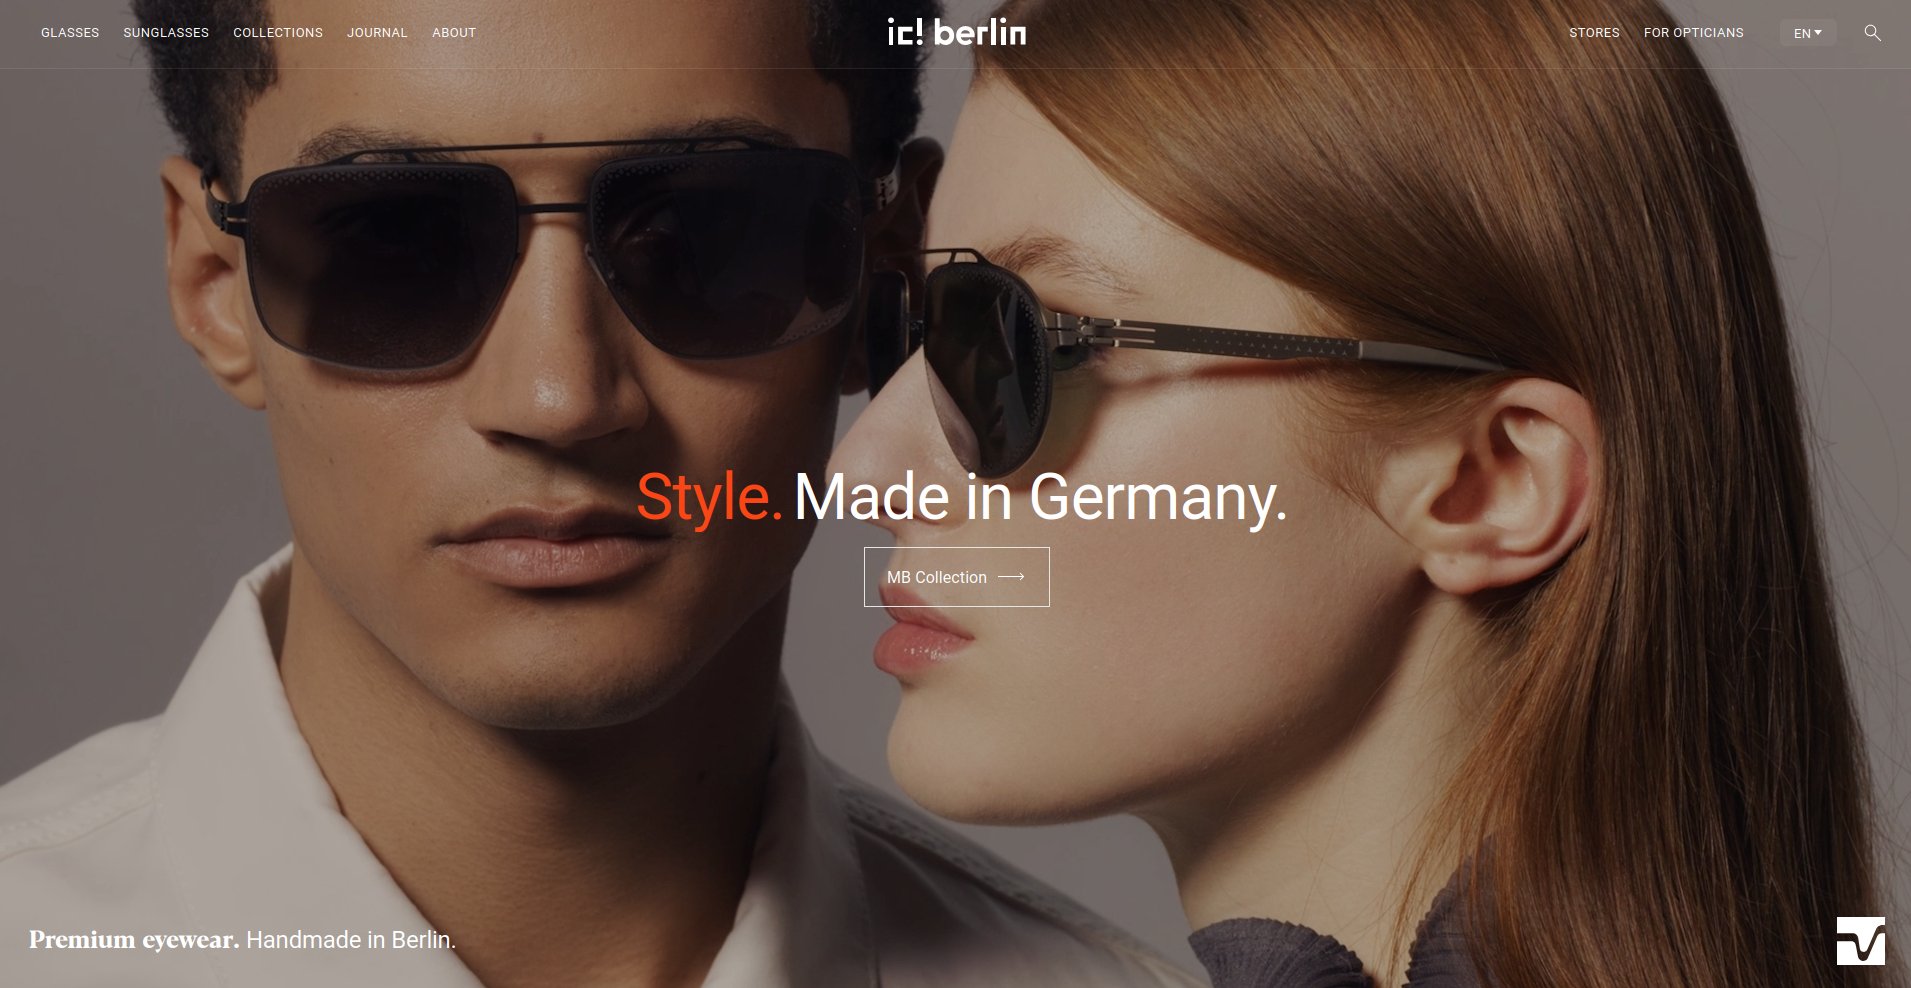 GLASSES SUNGLASSES COLLECTIONS JOURNAL ABOUT ic! berlin STORES FOR OPTICIANS EN
Style. Made in Germany.
MB Collection
Premium eyewear. Handmade in Berlin.